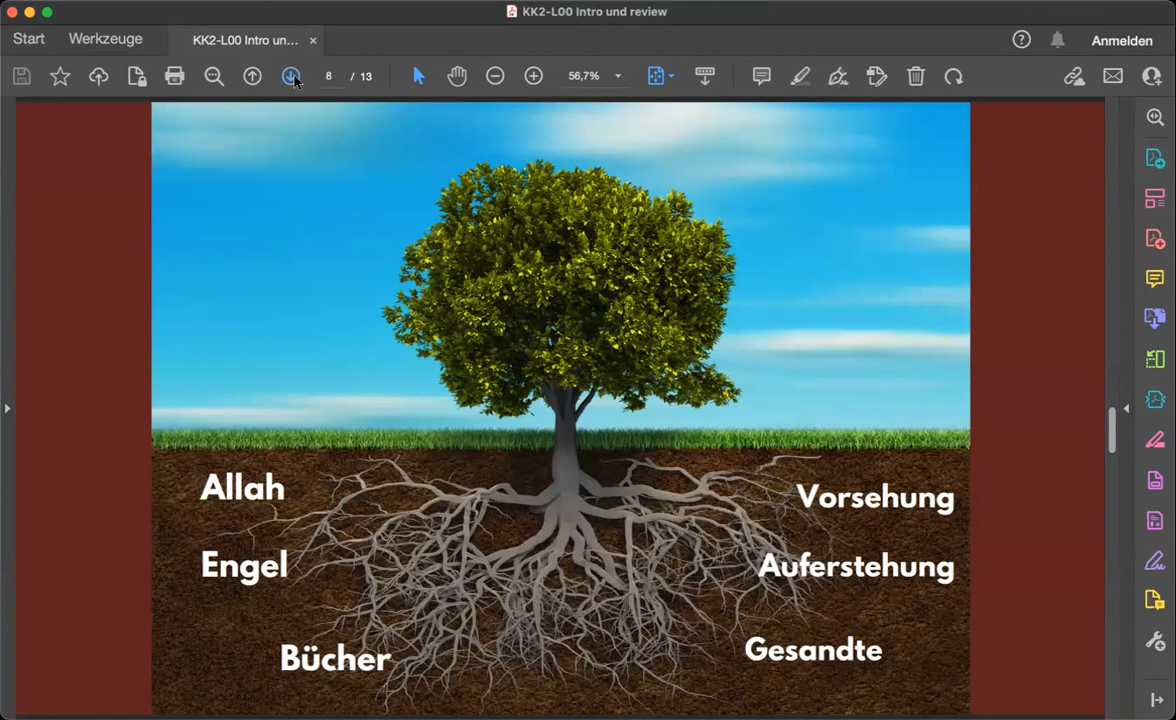 KK2-L00 Intro und review
Start
Werkzeuge
KK2-L00 Intro un...
Anmelden
8 / 13
56,7%
Allah
Vorsehung
Engel
Auferstehung
Bücher
Gesandte